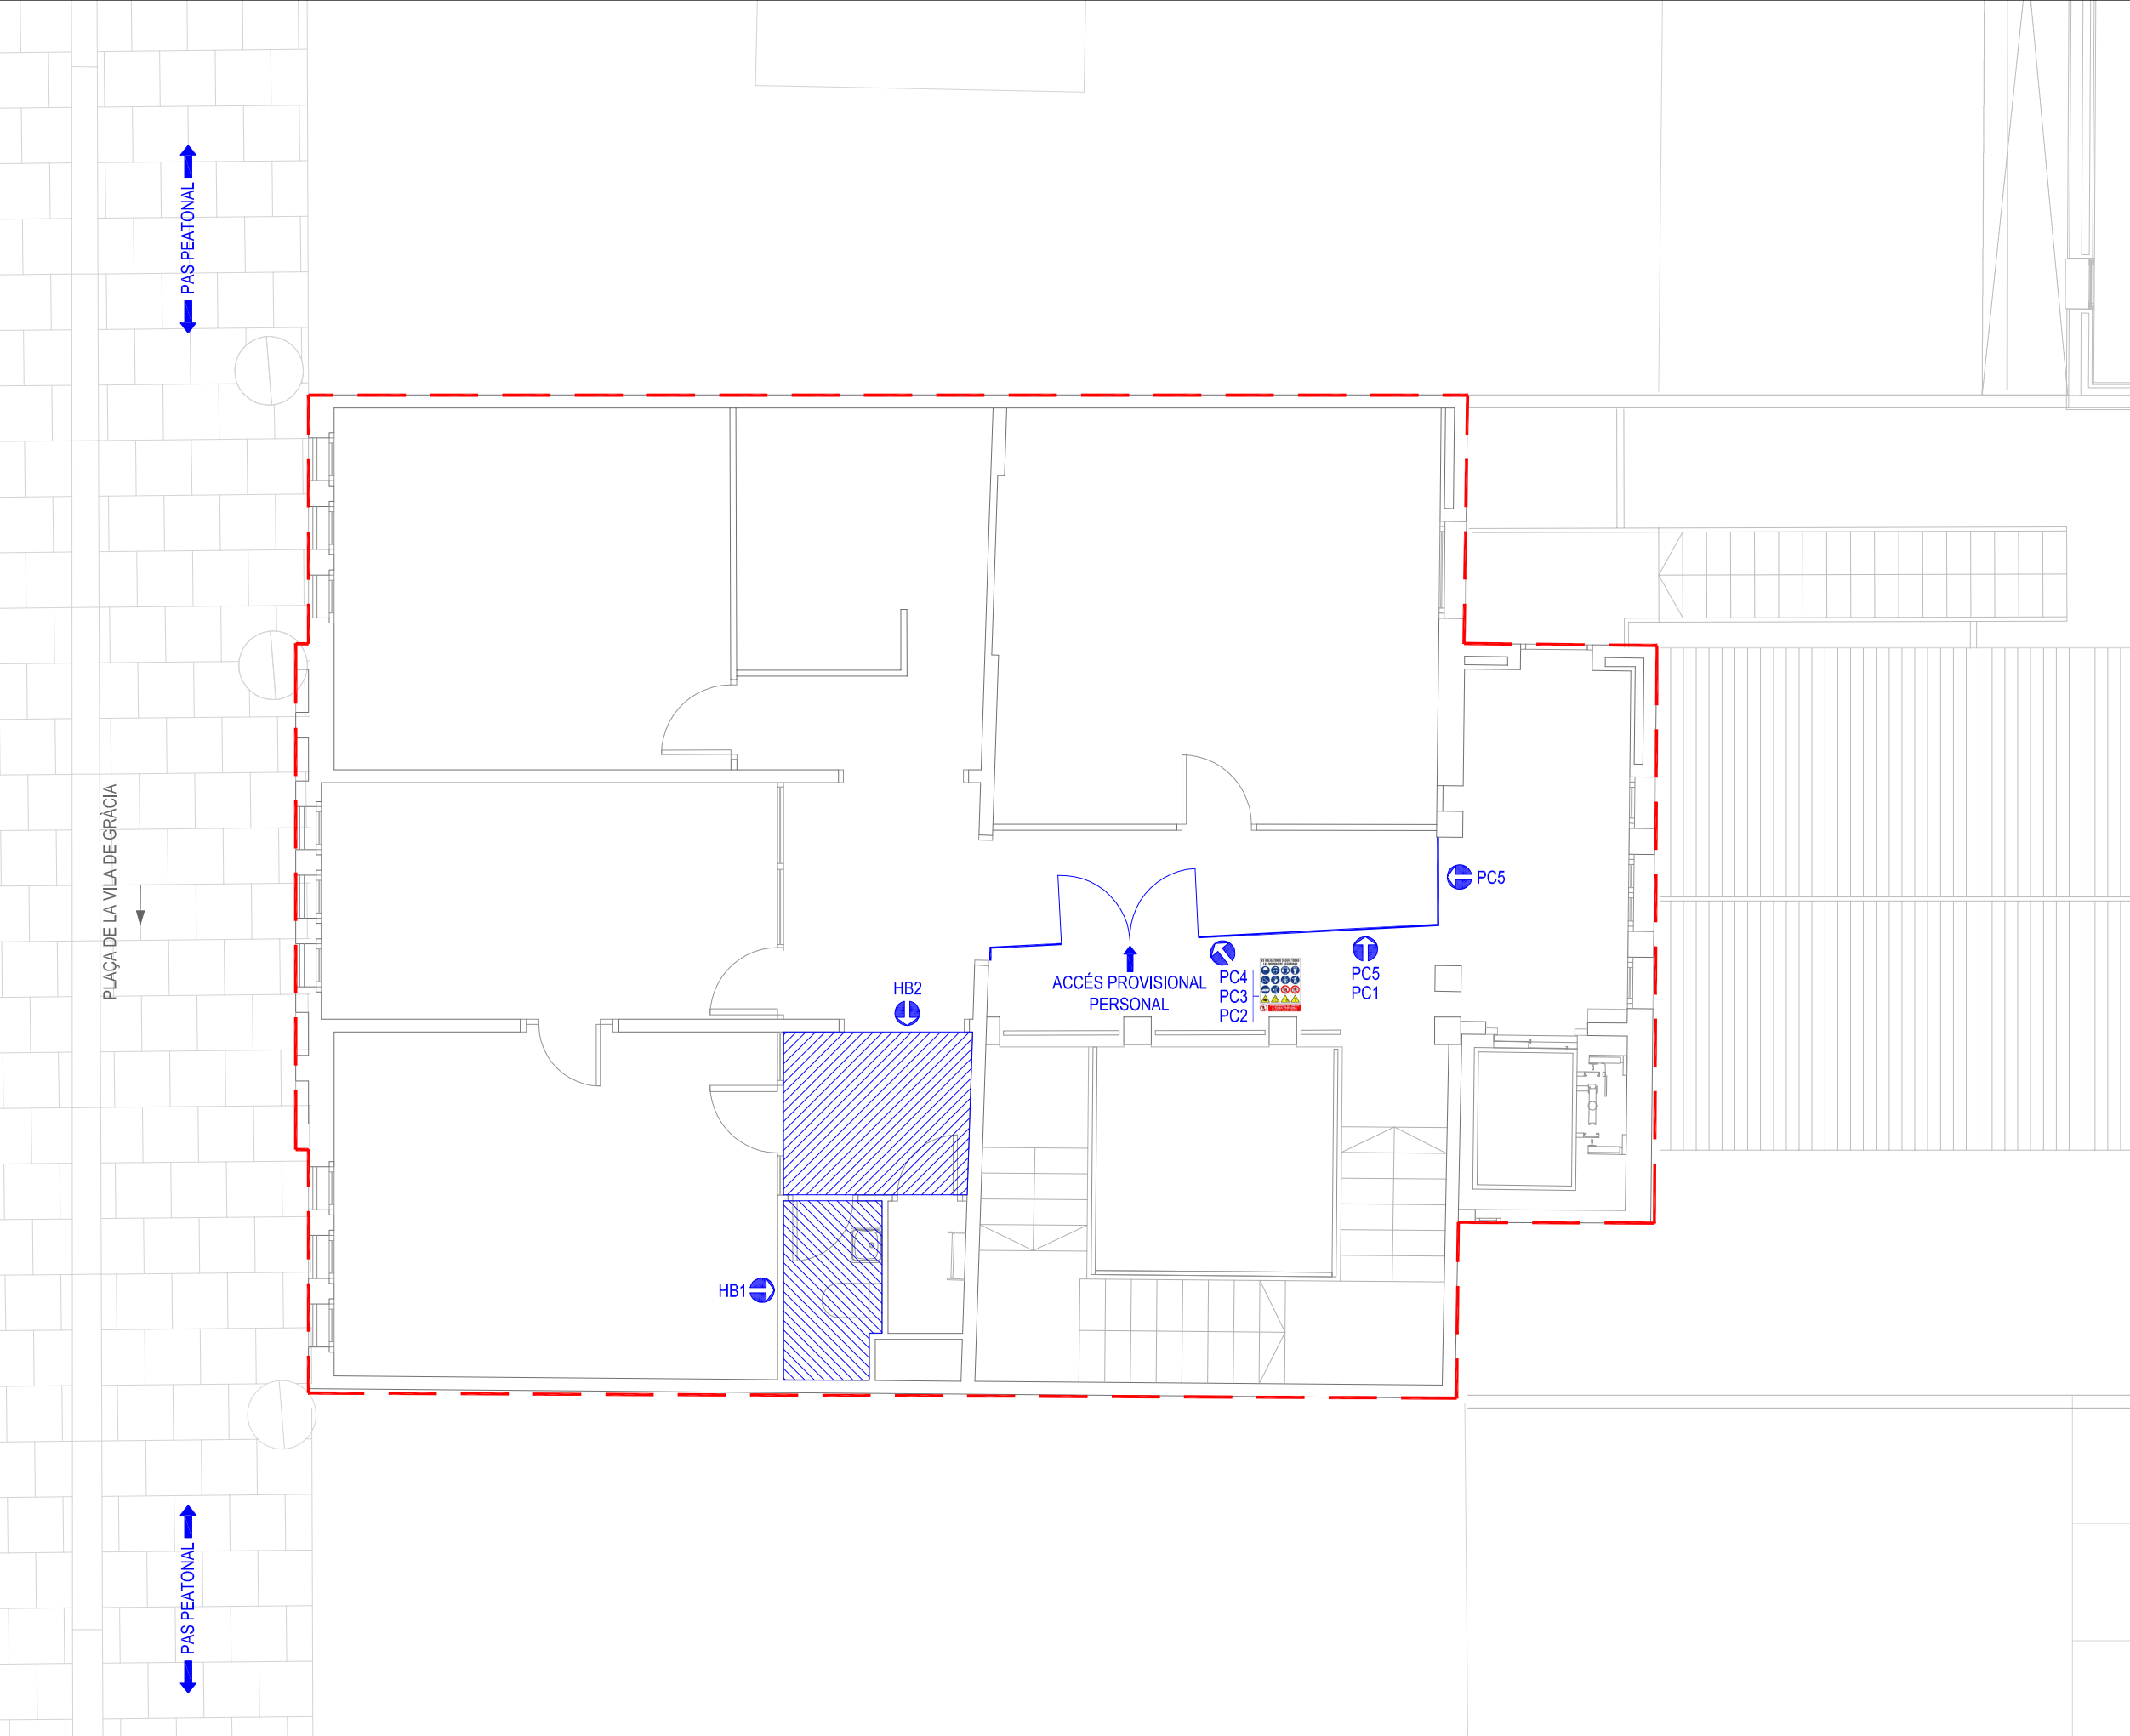 PAS PEATONAL
PLAÇA DE LA VILA DE GRÀCIA
PC5
HB2
ACCÉS PROVISIONAL
PERSONAL
PC4
PC3
PC2
PC5
PC1
HB1
PAS PEATONAL